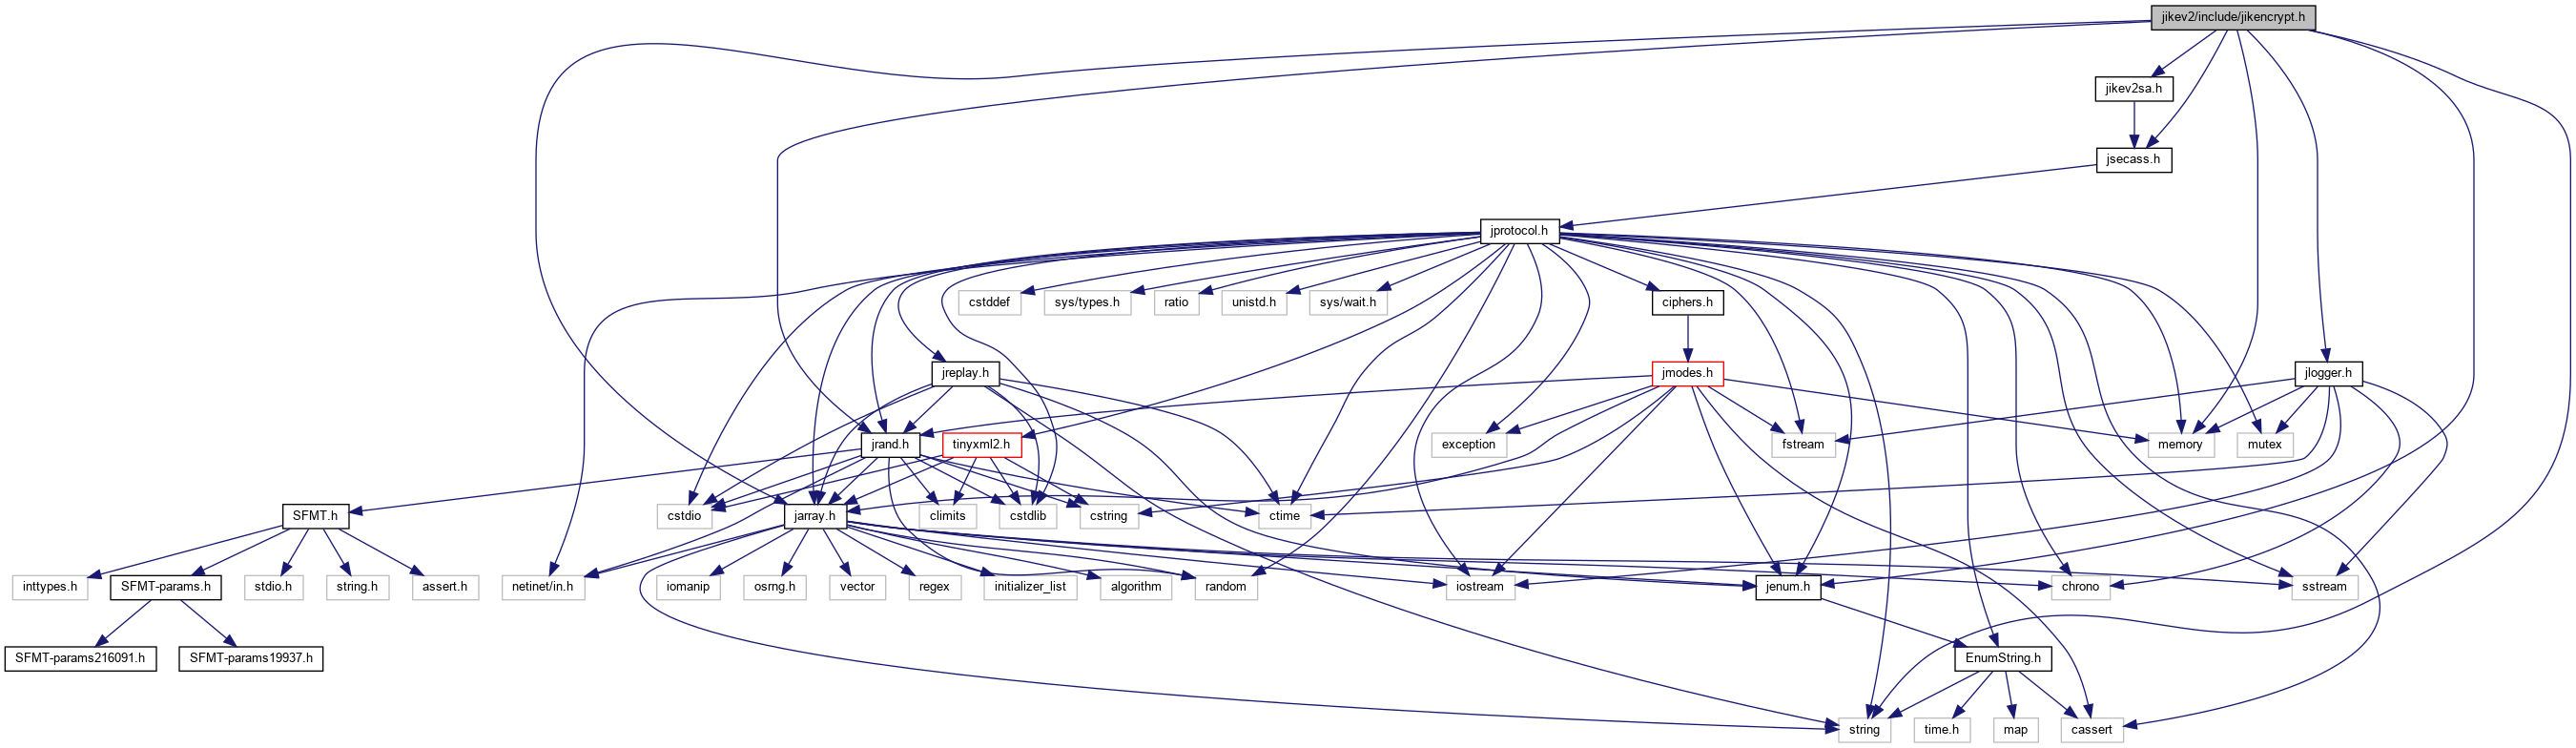 jikev2/include/jikencrypt.h
jikev2sa.h
jsecass.h
jprotocol.h
cstddef
sys/types.h
ratio
unistd.h
sys/wait.h
ciphers.h
jreplay.h
jmodes.h
jlogger.h
jrand.h
tinyxml2.h
exception
fstream
memory
mutex
SFMT.h
cstdio
jarray.h
climits
cstdlib
cstring
ctime
inttypes.h
SFMT-params.h
stdio.h
string.h
assert.h
netinet/in.h
iomanip
osrng.h
vector
regex
initializer_list
algorithm
random
iostream
jenum.h
chrono
sstream
SFMT-params216091.h
SFMT-params19937.h
EnumString.h
string
time.h
map
cassert